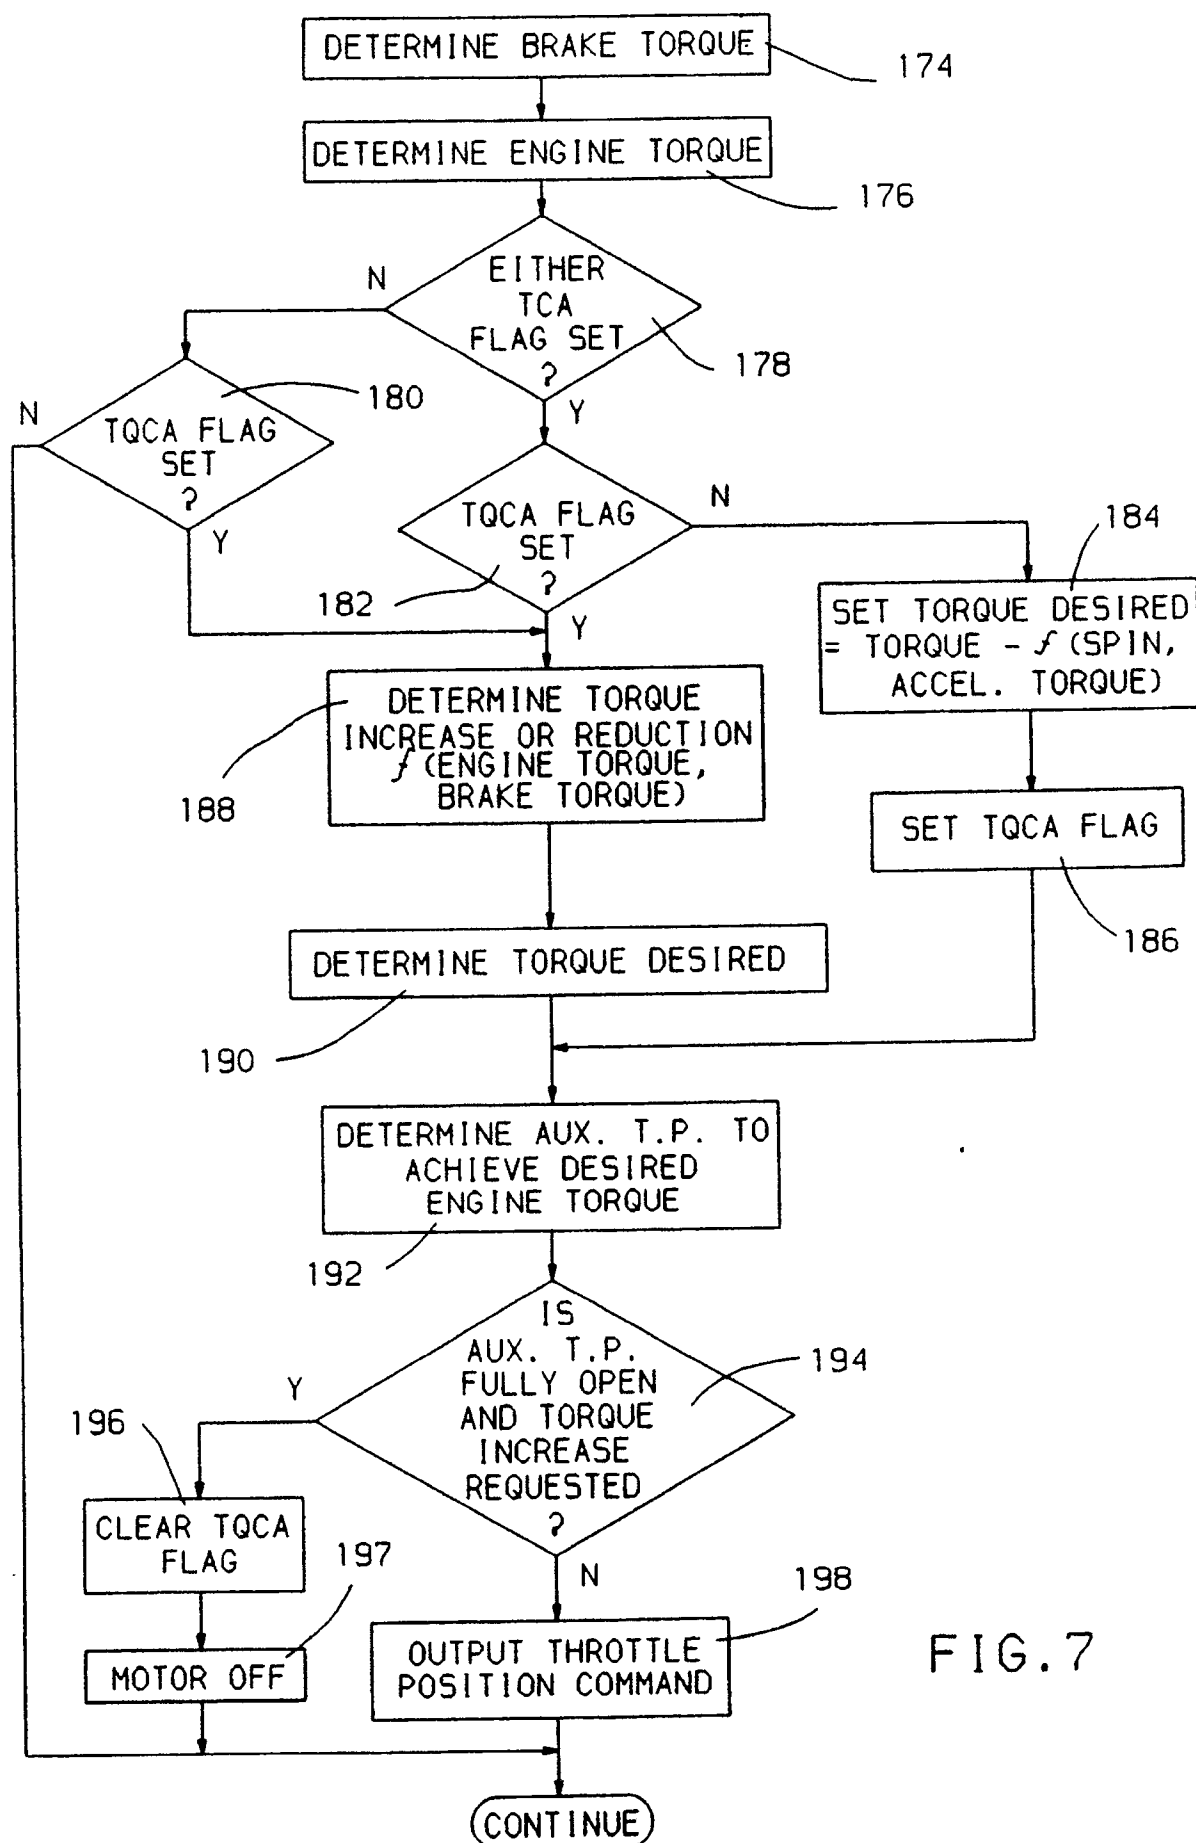 DETERMINE BRAKE TORQUE
174
DETERMINE ENGINE TORQUE
176
N
EITHER
TCA
FLAG SET
?
178
Y
N
180
TQCA FLAG
SET
?
Y
TQCA FLAG
SET
?
182
N
Y
184
SET TORQUE DESIRED
= TORQUE - f (SPIN,
ACCEL. TORQUE)
DETERMINE TORQUE
INCREASE OR REDUCTION
f (ENGINE TORQUE,
BRAKE TORQUE)
188
SET TQCA FLAG
186
DETERMINE TORQUE DESIRED
190
DETERMINE AUX. T.P. TO
ACHIEVE DESIRED
ENGINE TORQUE
192
IS
AUX. T.P.
FULLY OPEN
AND TORQUE
INCREASE
REQUESTED
?
194
Y
196
CLEAR TQCA
FLAG
197
N
198
MOTOR OFF
OUTPUT THROTTLE
POSITION COMMAND
FIG.7
CONTINUE